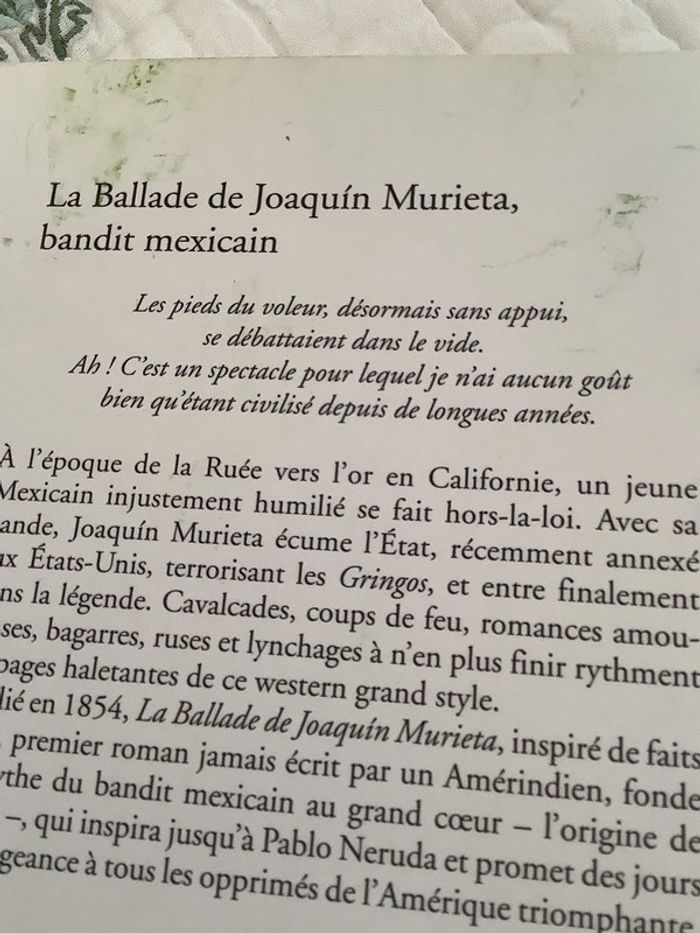 La Ballade de Joaquín Murieta,
bandit mexicain
Les pieds du voleur, désormais sans appui,
se débattaient dans le vide.
Ah ! C'est un spectacle pour lequel je n'ai aucun goût
bien qu'étant civilisé depuis de longues années.
À l'époque de la Ruée vers l'or en Californie, un jeune
Mexicain injustement humilié se fait hors-la-loi. Avec sa
ande, Joaquín Murieta écume l'État, récemment annexé
ux États-Unis, terrorisant les Gringos, et entre finalement
ns la légende. Cavalcades, coups de feu, romances amou-
ses, bagarres, ruses et lynchages à n'en plus finir rythment
pages haletantes de ce western grand style.
lié en 1854, La Ballade de Joaquín Murieta, inspiré de faits
, premier roman jamais écrit par un Amérindien, fonde
ythe du bandit mexicain au grand cœur – l'origine de
–, qui inspira jusqu'à Pablo Neruda et promet des jours
geance à tous les opprimés de l'Amérique triomphante.